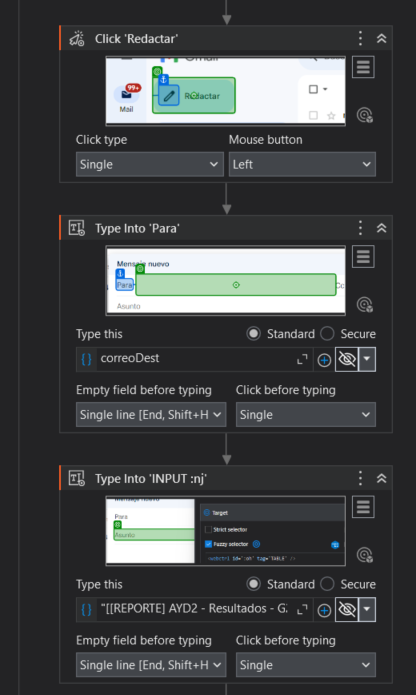 Click 'Redactar'
Gmail
99+
Mail
Redactar
Click type
Mouse button
Single
Left
Type Into 'Para'
Mensaje nuevo
Para
Asunto
Type this
Standard
Secure
correoDest
Empty field before typing
Click before typing
Single line [End, Shift+H
Single
Type Into 'INPUT :nj'
Para
Asunto
Target
Strict selector
Fuzzy selector
Type this
Standard
Secure
"[[REPORTE] AYD2 - Resultados - G
Empty field before typing
Click before typing
Single line [End, Shift+H
Single